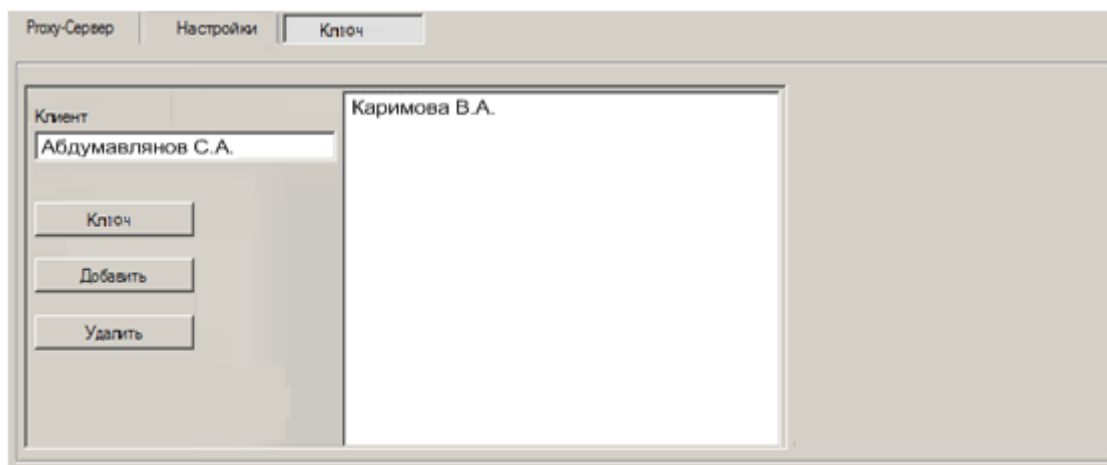 Proxy-Сервер Настройки Ключ
Клиент
Абдумавлянов С.А.
Каримова В.А.
Ключ
Добавить
Удалить